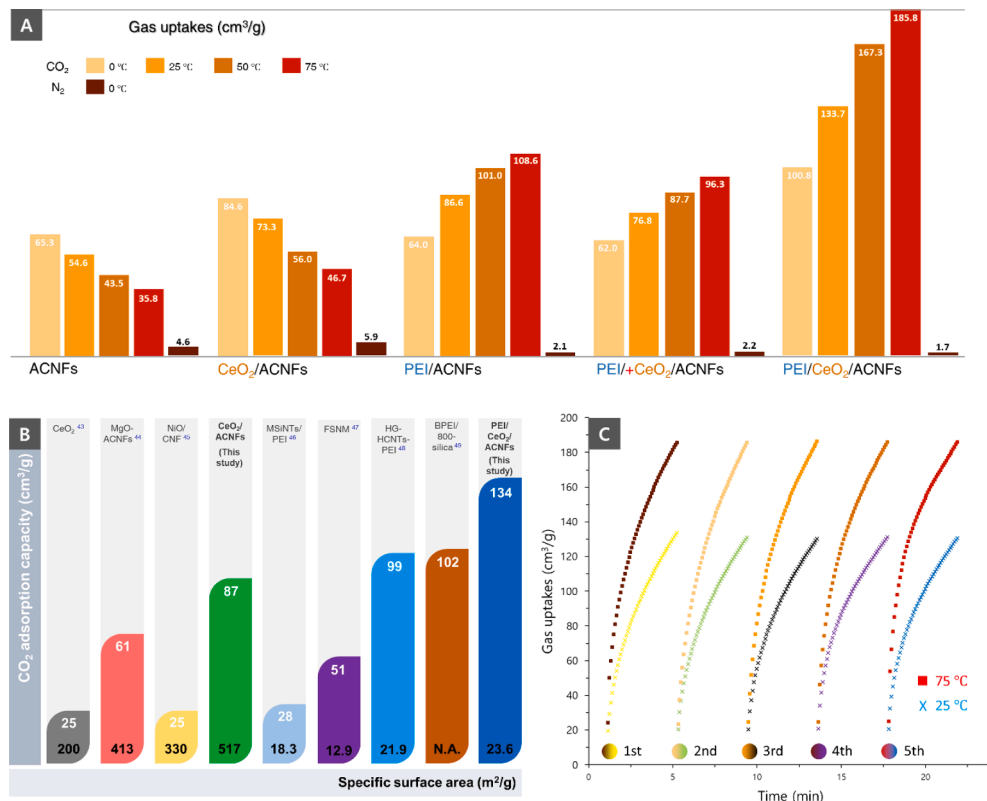 A
Gas uptakes (cm³/g)
CO₂ 0 ℃ 25 ℃ 50 ℃ 75 ℃
N₂ 0 ℃
65.3 54.6 43.5 35.8 4.6
84.6 73.3 56.0 46.7 5.9
64.0 86.6 101.0 108.6 2.1
62.0 76.8 87.7 96.3 2.2
100.8 133.7 167.3 185.8 1.7
ACNFs CeO₂/ACNFs PEI/ACNFs PEI/+CeO₂/ACNFs PEI/CeO₂/ACNFs
B
CO₂ adsorption capacity (cm³/g)
CeO₂ ⁴³
MgO-
ACNFs ⁴⁴
NiO/
CNF ⁴⁵
CeO₂/
ACNFs
(This
study)
MSiNTs/
PEI ⁴⁶
FSNM ⁴⁷
HG-
HCNTs-
PEI ⁴⁸
BPEI/
800-
silica ⁴⁹
PEI/
CeO₂/
ACNFs
(This
study)
25 61 25 87 28 51 99 102 134
200 413 330 517 18.3 12.9 21.9 N.A. 23.6
Specific surface area (m²/g)
C
Gas uptakes (cm³/g)
200
180
160
140
120
100
80
60
40
20
0
75 ℃
25 ℃
1st 2nd 3rd 4th 5th
0 5 10 15 20
Time (min)